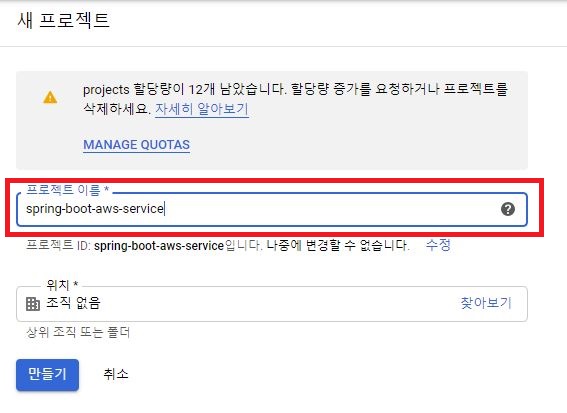 새 프로젝트
projects 할당량이 12개 남았습니다. 할당량 증가를 요청하거나 프로젝트를
삭제하세요. 자세히 알아보기
MANAGE QUOTAS
프로젝트 이름 *
spring-boot-aws-service
프로젝트 ID: spring-boot-aws-service입니다. 나중에 변경할 수 없습니다. 수정
위치 *
조직 없음 찾아보기
상위 조직 또는 폴더
만들기 취소